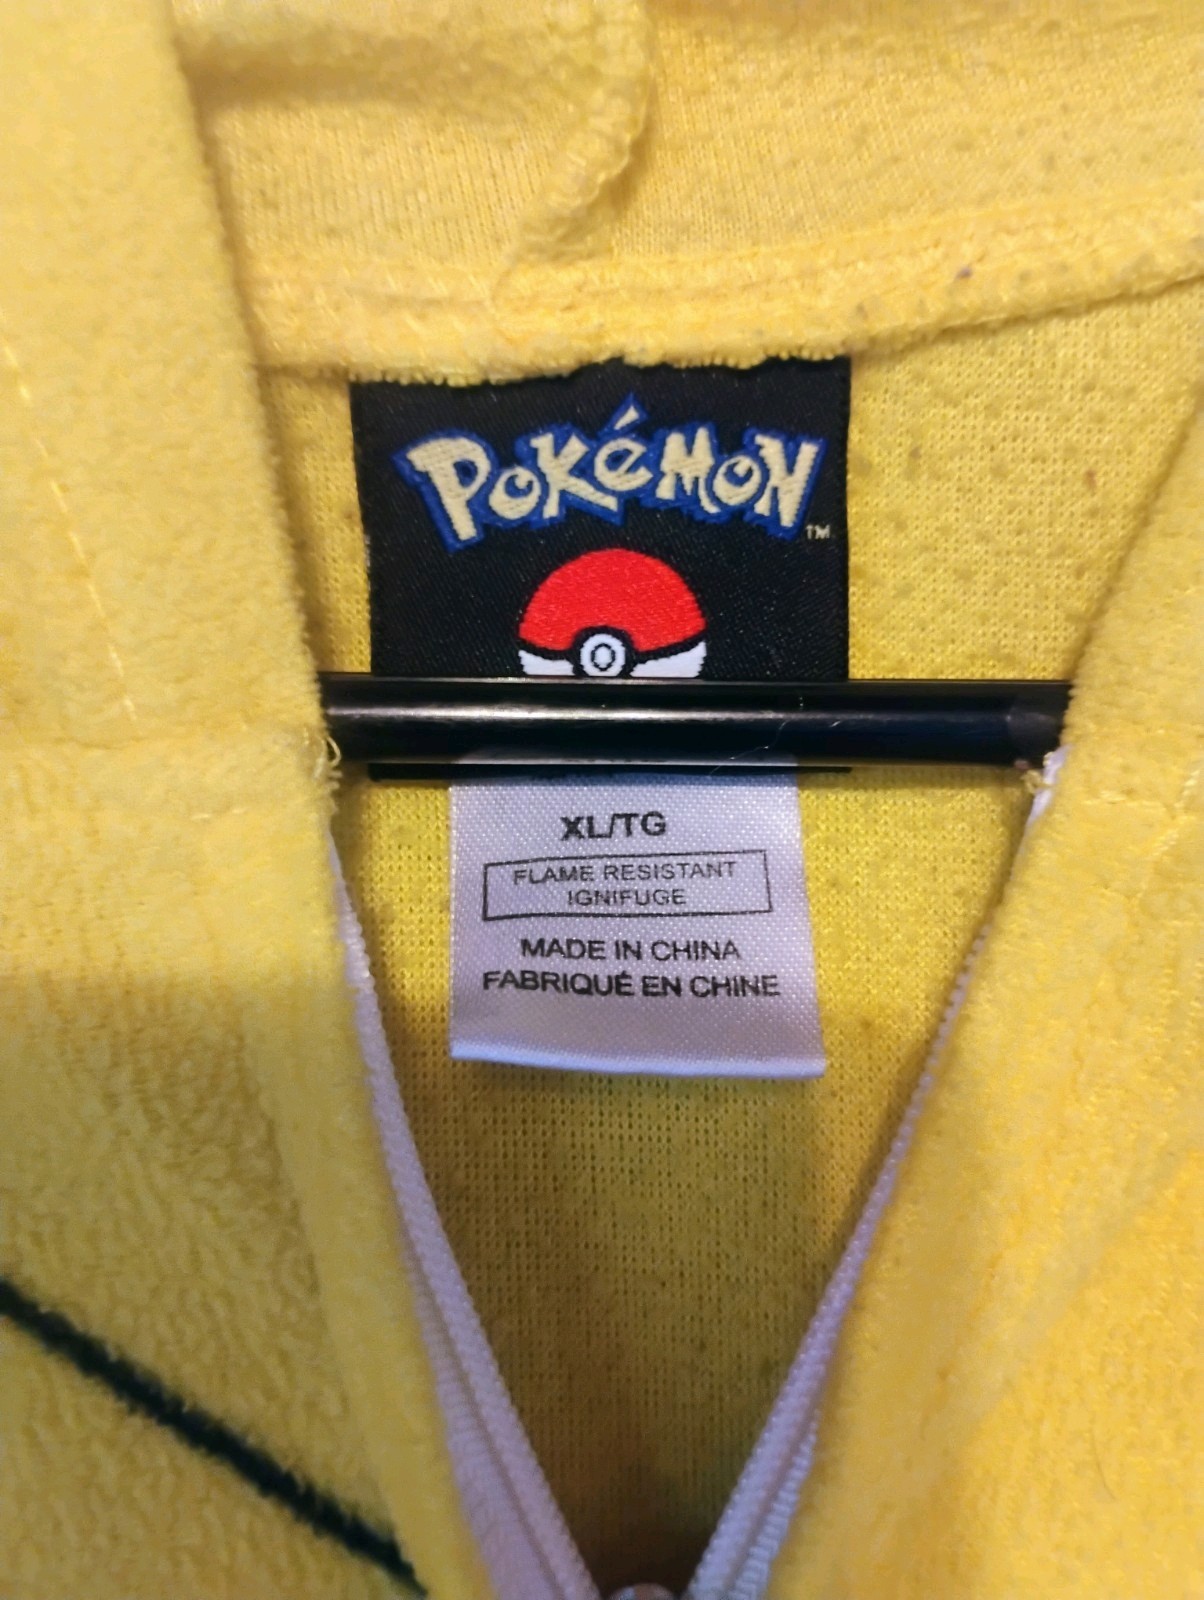 POKéMON
TM
XL/TG
FLAME RESISTANT
IGNIFUGE
MADE IN CHINA
FABRIQUÉ EN CHINE